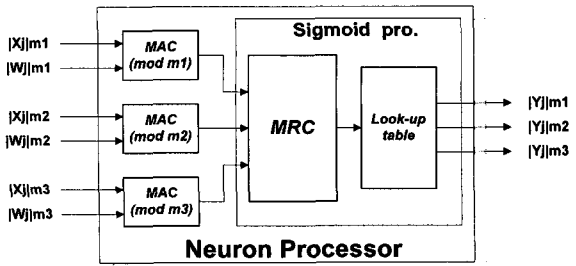 Sigmoid pro.
|Xj|m1
|Wj|m1
MAC
(mod m1)
|Xj|m2
|Wj|m2
MAC
(mod m2)
|Xj|m3
|Wj|m3
MAC
(mod m3)
MRC
Look-up
table
|Yj|m1
|Yj|m2
|Yj|m3
Neuron Processor